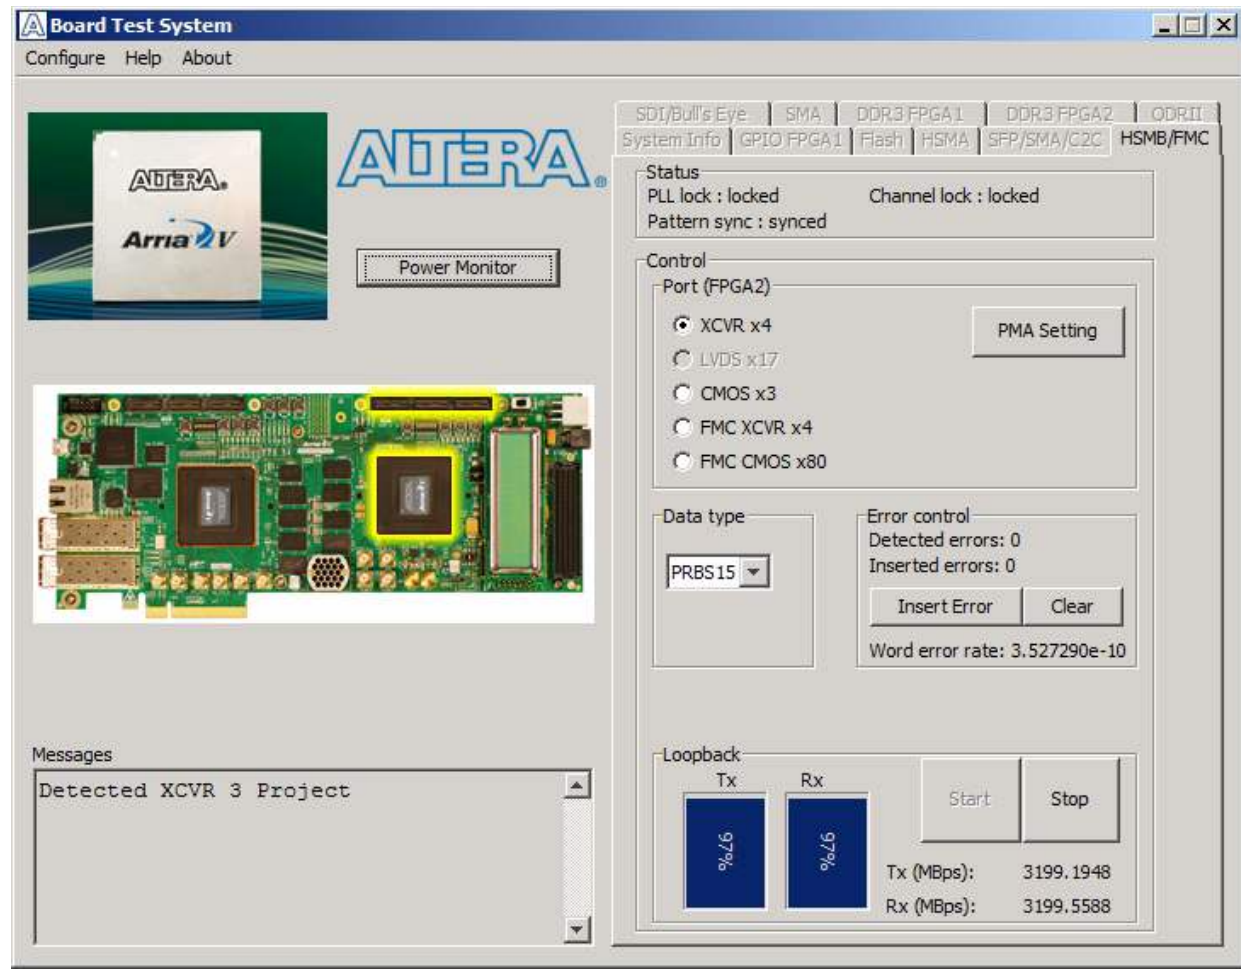 Board Test System
Configure Help About
SDI/Bull's Eye SMA DDR3 FPGA1 DDR3 FPGA2 QDRII
System Info GPIO FPGA1 Flash HSMA SFP/SMA/C2C HSMB/FMC
ALTERA®
Arria V
ALTERA®
Power Monitor
Status
PLL lock : locked Channel lock : locked
Pattern sync : synced
Control
Port (FPGA2)
XCVR x4
PMA Setting
LVDS x17
CMOS x3
FMC XCVR x4
FMC CMOS x80
Data type
PRBS15
Error control
Detected errors: 0
Inserted errors: 0
Insert Error Clear
Word error rate: 3.527290e-10
Messages
Detected XCVR 3 Project
Loopback
Tx Rx
97% 97%
Start Stop
Tx (MBps): 3199.1948
Rx (MBps): 3199.5588